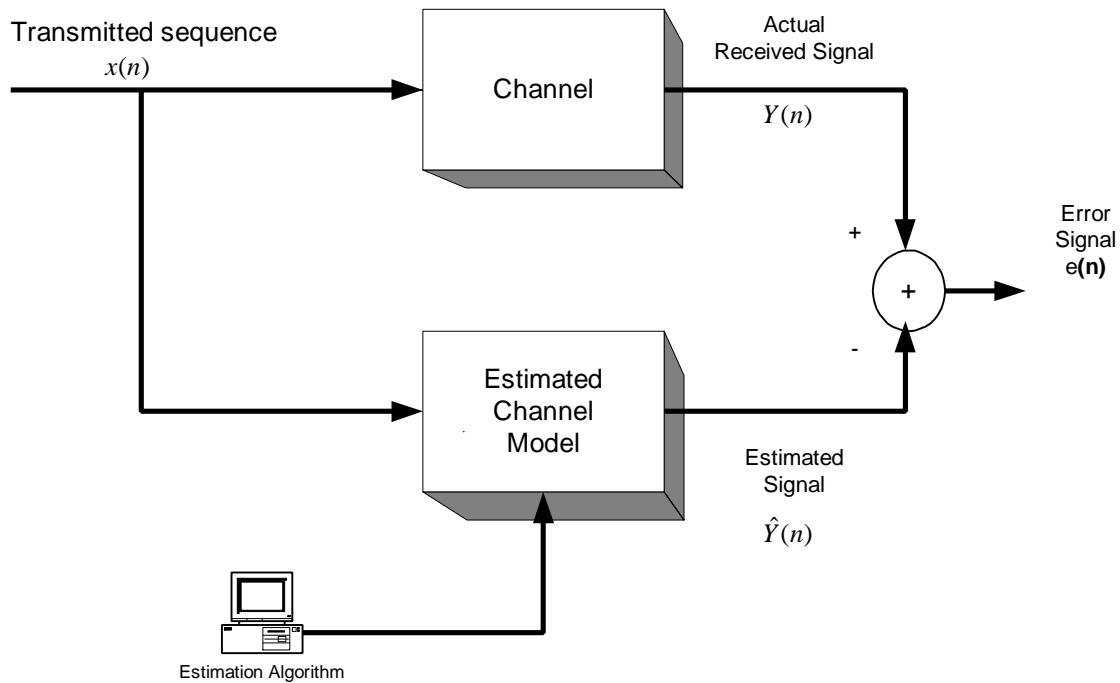 Transmitted sequence
x(n)
Channel
Actual
Received Signal
Y(n)
+
Error
Signal
e(n)
+
-
Estimated
Channel
Model
Estimated
Signal
Ŷ(n)
Estimation Algorithm